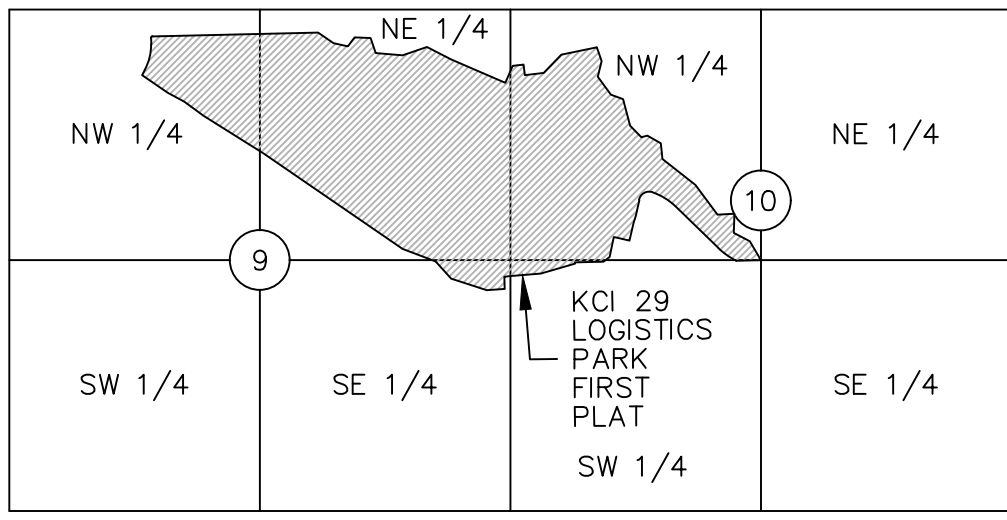 NE 1/4
NW 1/4
NW 1/4
NE 1/4
10
9
KCI 29
LOGISTICS
PARK
FIRST
PLAT
SW 1/4
SE 1/4
SE 1/4
SW 1/4